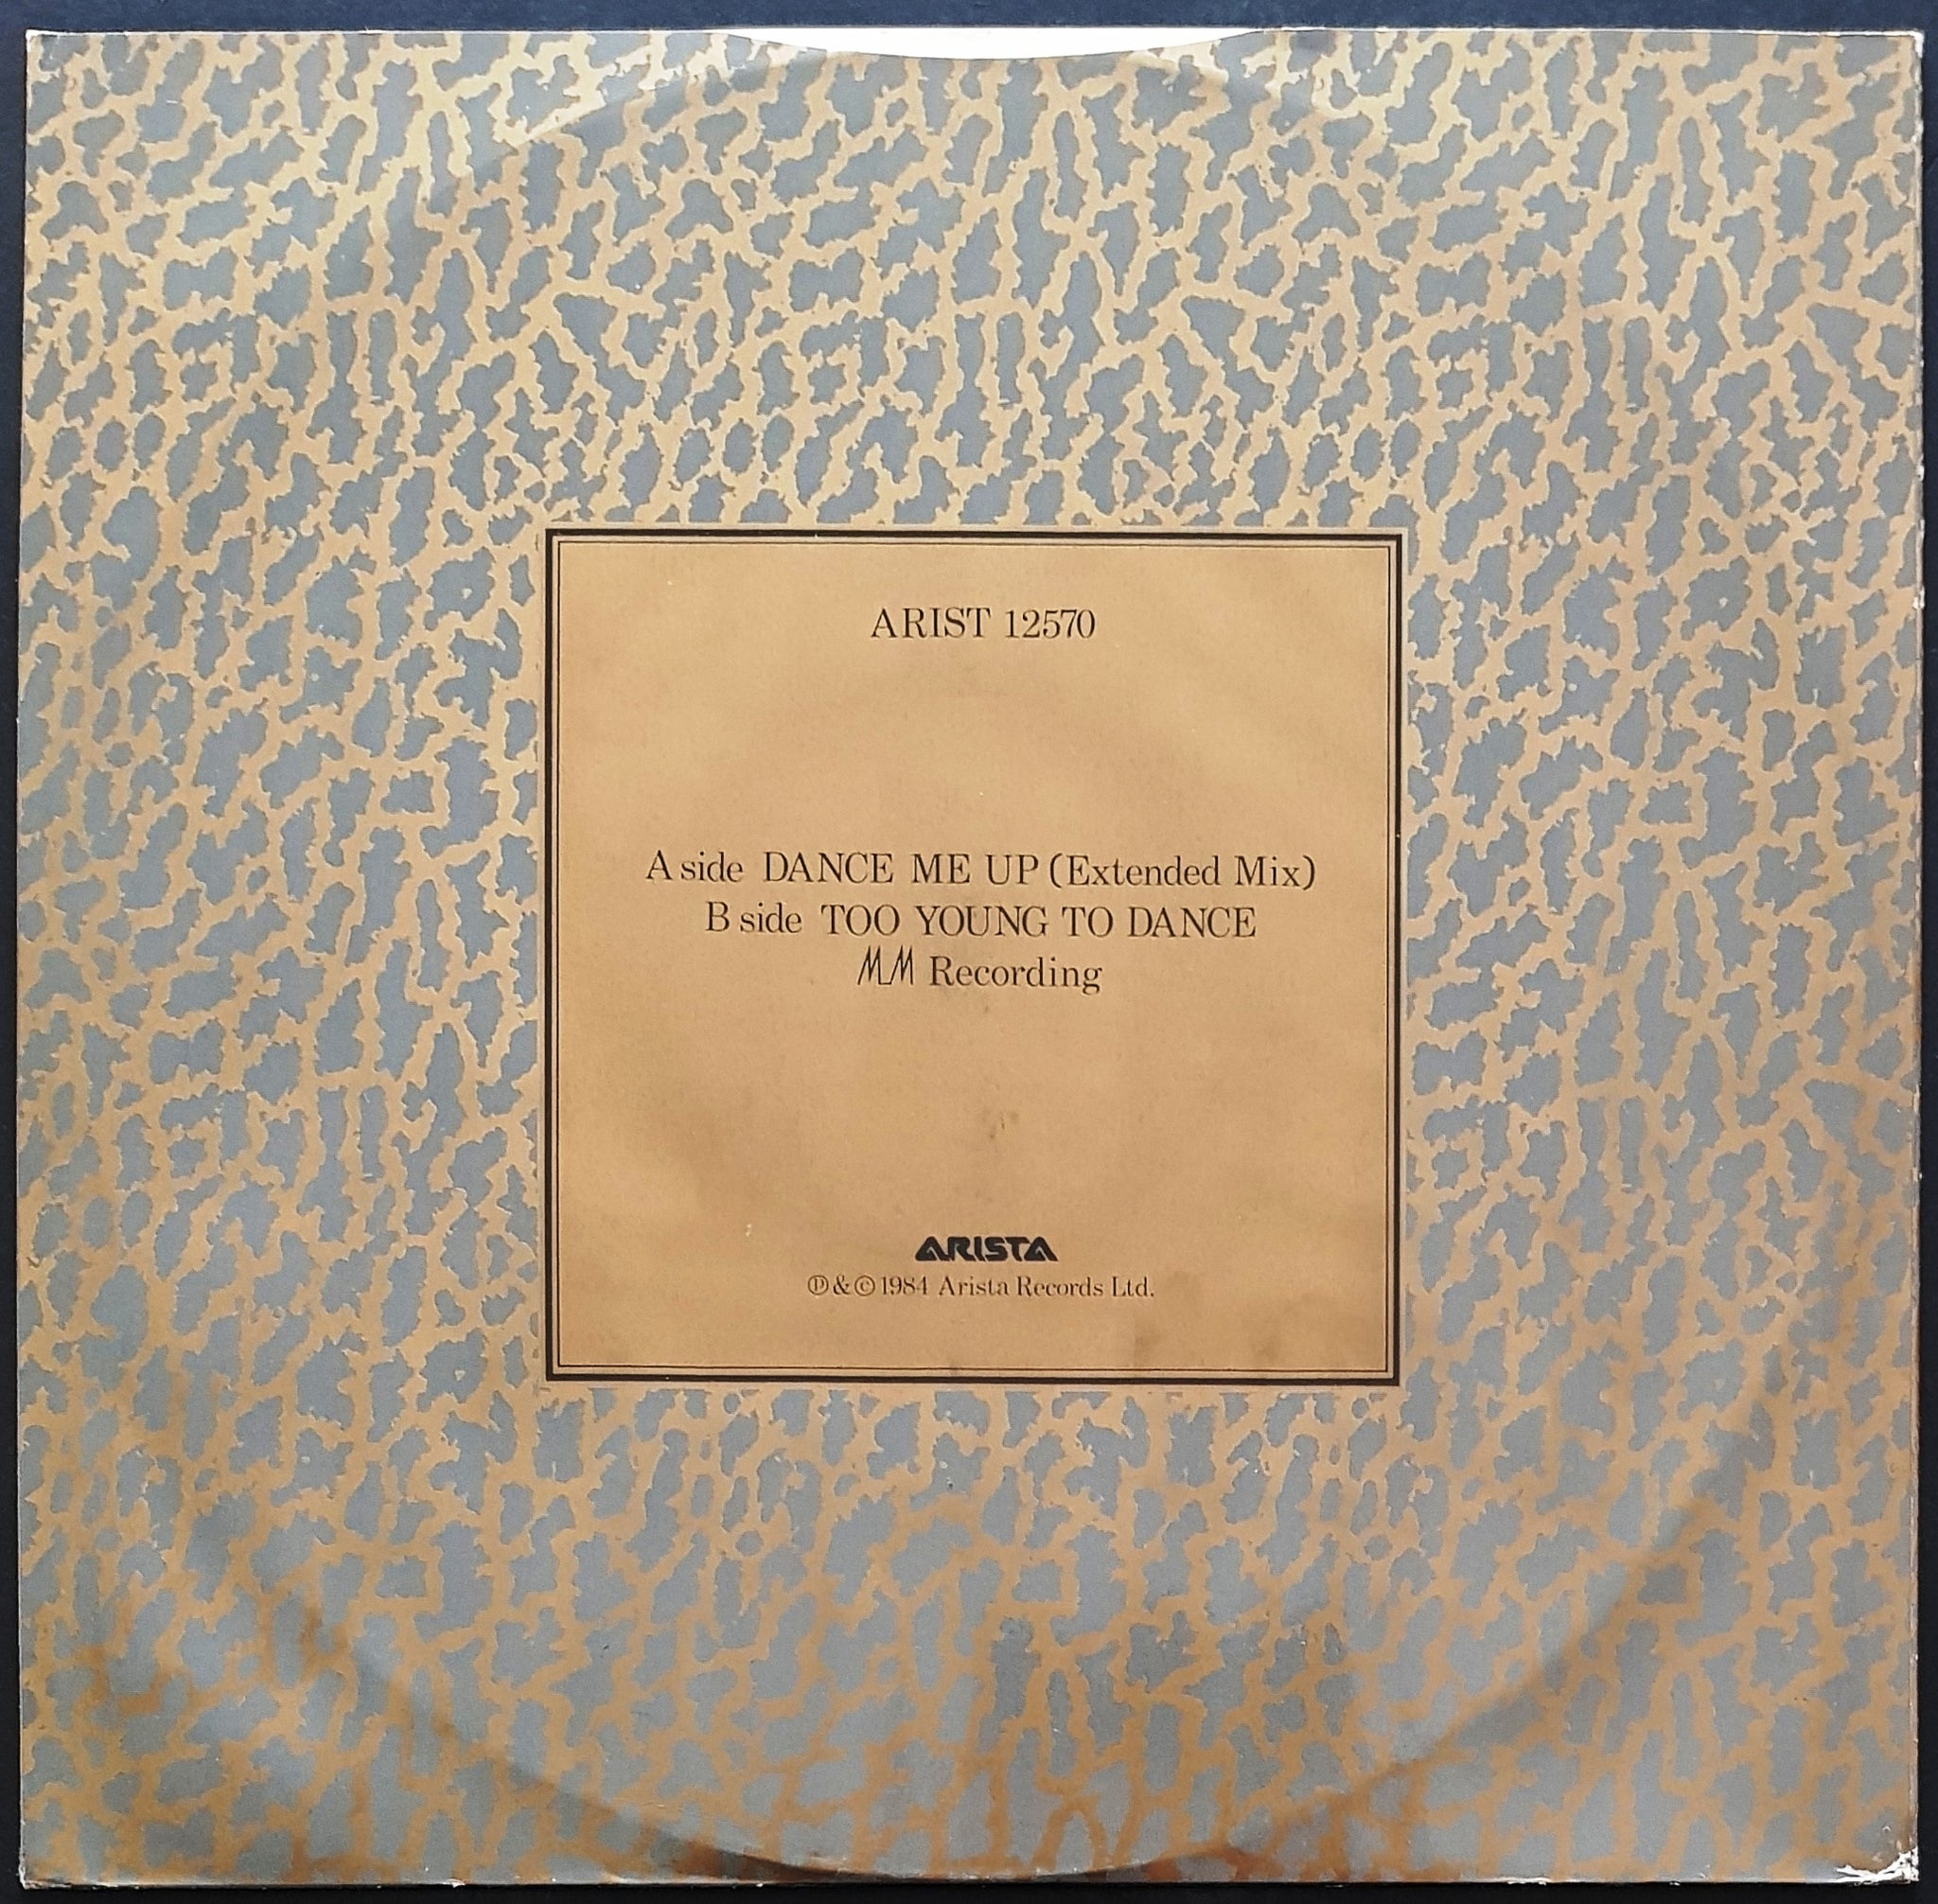 ARIST 12570
A side DANCE ME UP (Extended Mix)
B side TOO YOUNG TO DANCE
MLM Recording
ARISTA
℗ & © 1984 Arista Records Ltd.